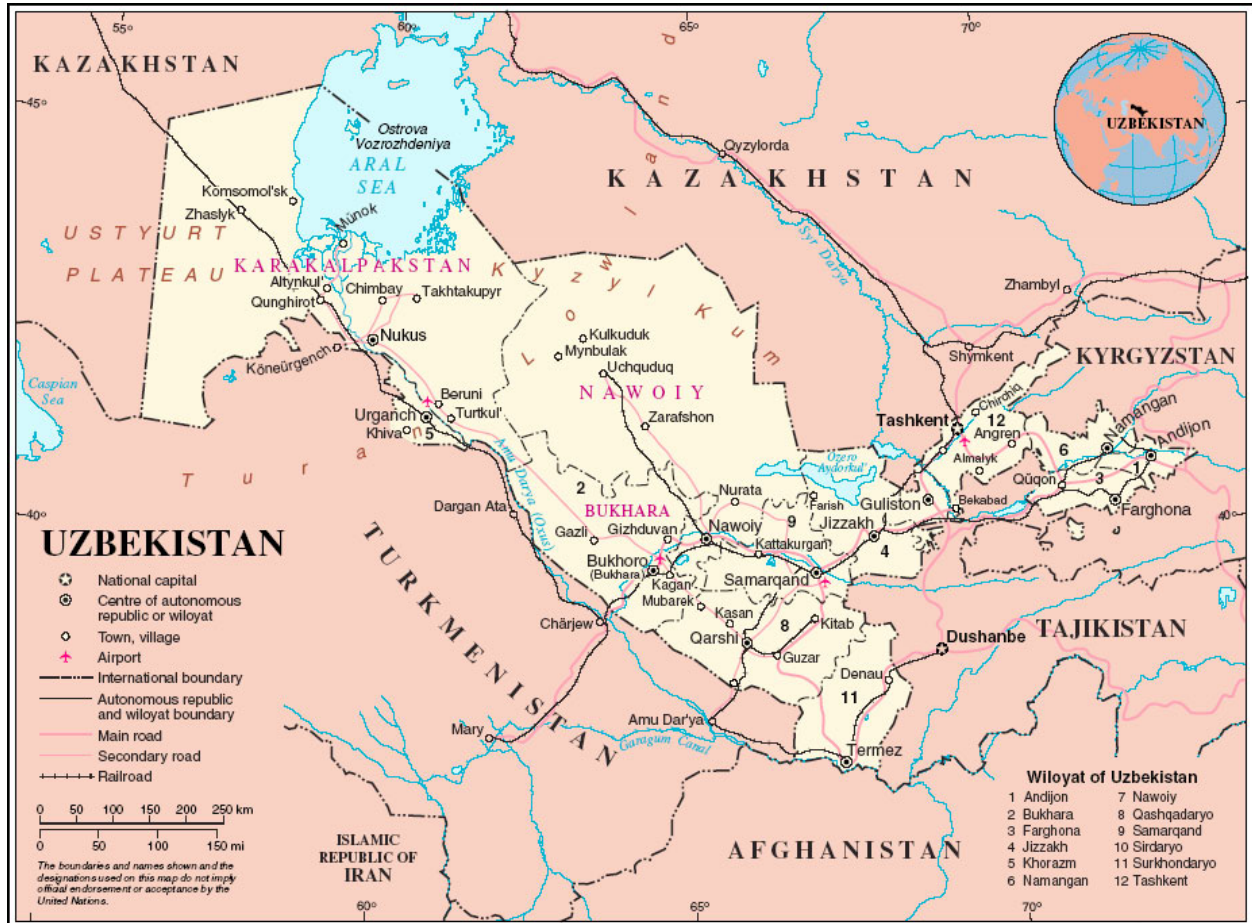 55°
60°
65°
70°
KAZAKHSTAN
45°
Ostrova
Vozrozhdeniya
ARAL
SEA
UZBEKISTAN
Qyzylorda
KAZAKHSTAN
Komsomol'sk
Zhaslyk
Múnok
USTYURT
PLATEAU
KARAKALPAKSTAN
Kyzyl Kum
Lowland
Syr Darya
Altynkul'
Chimbay
Takhtakupyr
Qunghirot
Zhambyl
Nukus
Kulkuduk
Mynbulak
Köneürgench
Uchquduq
Shymkent
KYRGYZSTAN
Caspian
Sea
NAWOIY
Beruni
Chirchiq
Urganch
Turtkul'
Zarafshon
Tashkent
12
Namangan
Khiva
5
Angren
Andijon
Turan
Amu Darya (Oxus)
Almalyk
6
1
Ozero
Aydorkul'
Qŭqon
3
2
Nurata
Farish
Guliston
Bekabad
Dargan Ata
BUKHARA
9
Jizzakh
Farghona
40°
40°
Gazli
Gizhduvan
Nawoiy
4
UZBEKISTAN
Kattakurgan
Bukhoro
(Bukhara)
Kagan
Samarqand
National capital
Centre of autonomous
republic or wiloyat
Mubarek
Kasan
Town, village
Chärjew
8
Kitab
Airport
Qarshi
Dushanbe
TAJIKISTAN
International boundary
TURKMENISTAN
Guzar
Autonomous republic
and wiloyat boundary
Denau
11
Main road
Mary
Amu Dar'ya
Secondary road
Garagum Canal
Termez
Railroad
0 50 100 150 200 250 km
0 50 100 150 mi
The boundaries and names shown and the
designations used on this map do not imply
official endorsement or acceptance by the
United Nations.
ISLAMIC
REPUBLIC OF
IRAN
AFGHANISTAN
Wiloyat of Uzbekistan
1 Andijon
2 Bukhara
3 Farghona
4 Jizzakh
5 Khorazm
6 Namangan
7 Nawoiy
8 Qashqadaryo
9 Samarqand
10 Sirdaryo
11 Surkhondaryo
12 Tashkent
60°
65°
70°